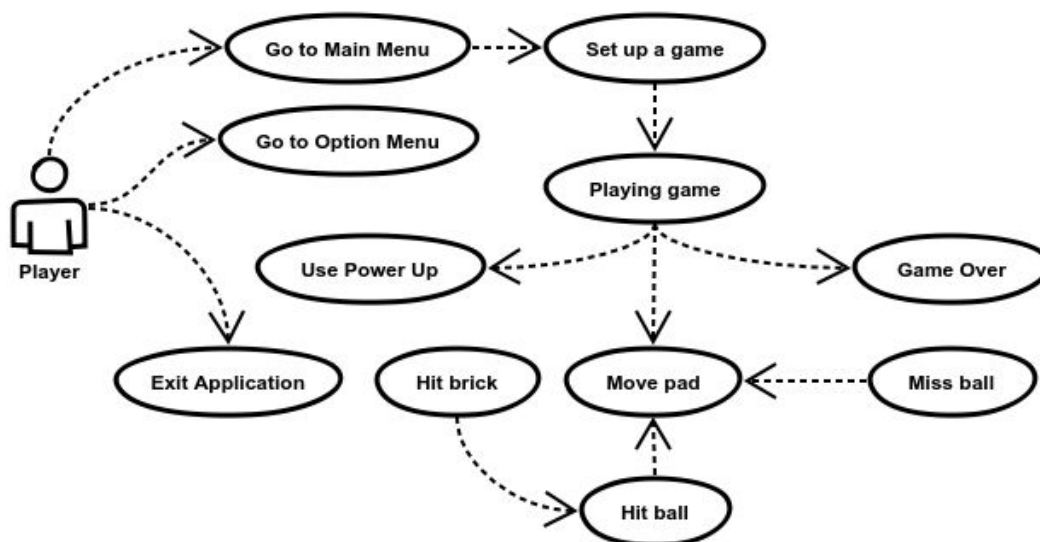 Go to Main Menu
Set up a game
Go to Option Menu
Playing game
Player
Use Power Up
Game Over
Exit Application
Hit brick
Move pad
Miss ball
Hit ball